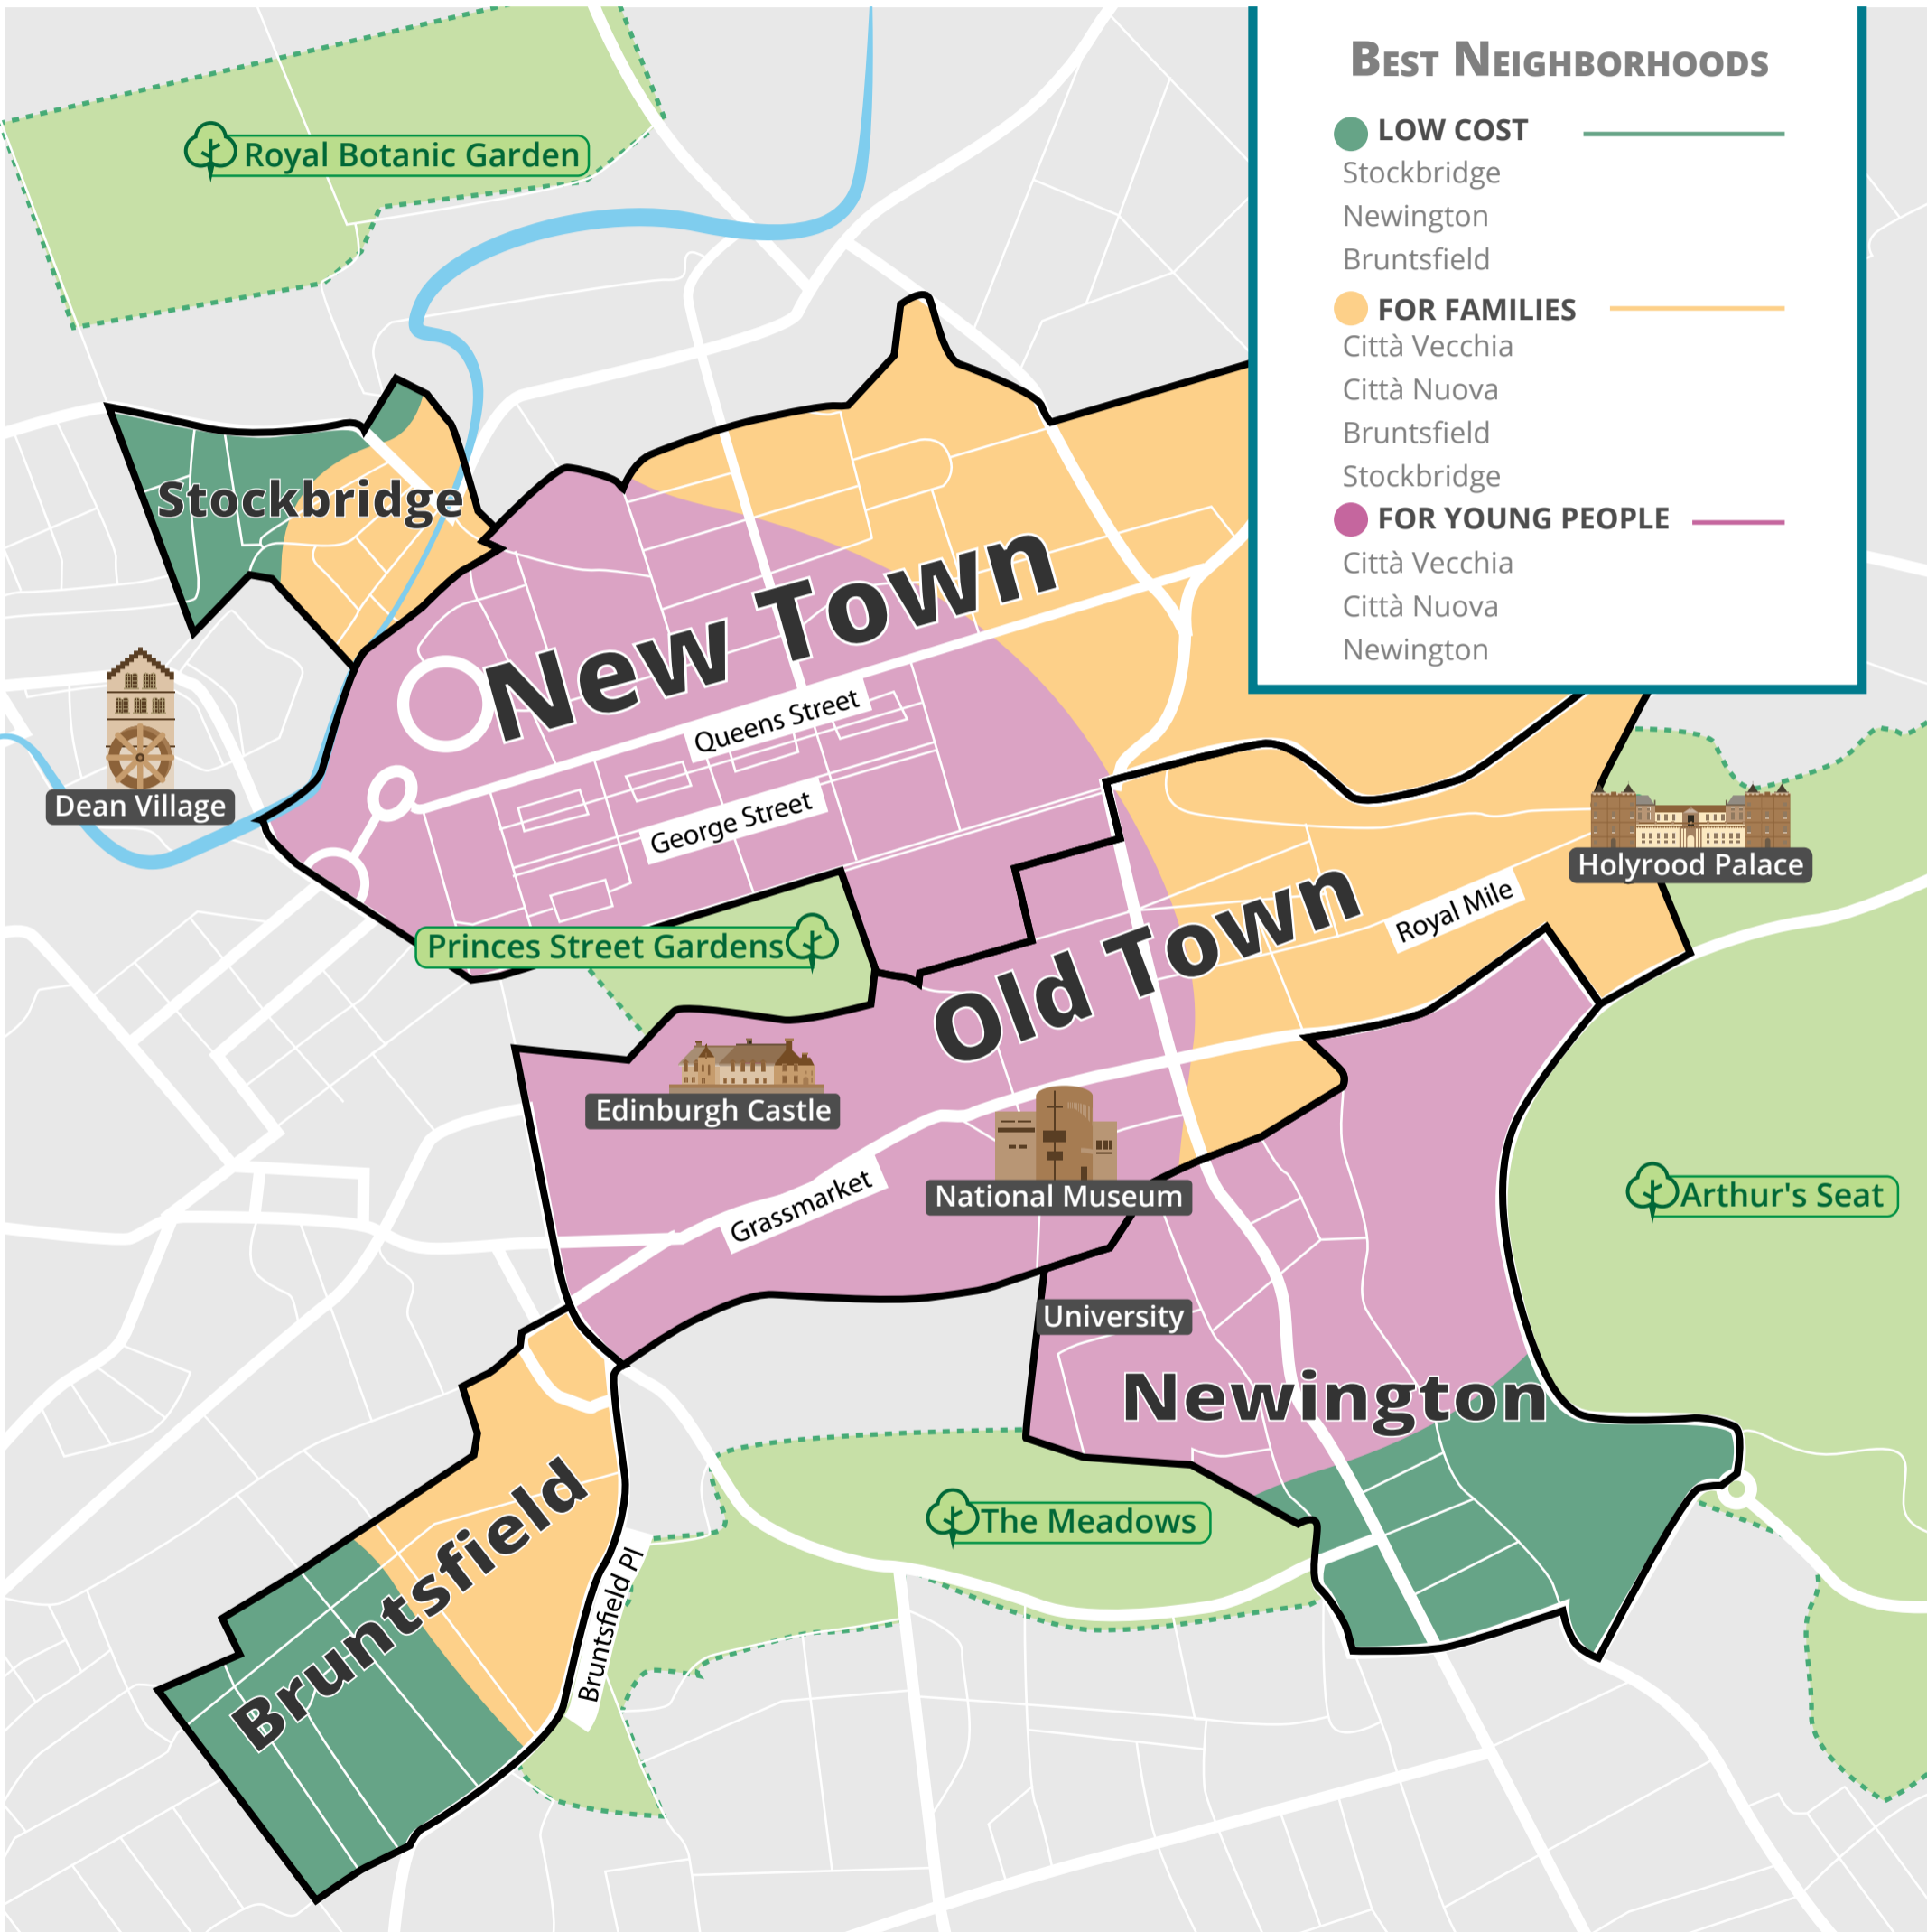 BEST NEIGHBORHOODS
LOW COST
Stockbridge
Newington
Bruntsfield
FOR FAMILIES
Città Vecchia
Città Nuova
Bruntsfield
Stockbridge
FOR YOUNG PEOPLE
Città Vecchia
Città Nuova
Newington
Royal Botanic Garden
Stockbridge
New Town
Queens Street
George Street
Dean Village
Holyrood Palace
Royal Mile
Princes Street Gardens
Old Town
Edinburgh Castle
National Museum
Grassmarket
Arthur's Seat
University
Newington
The Meadows
Bruntsfield
Bruntsfield Pl